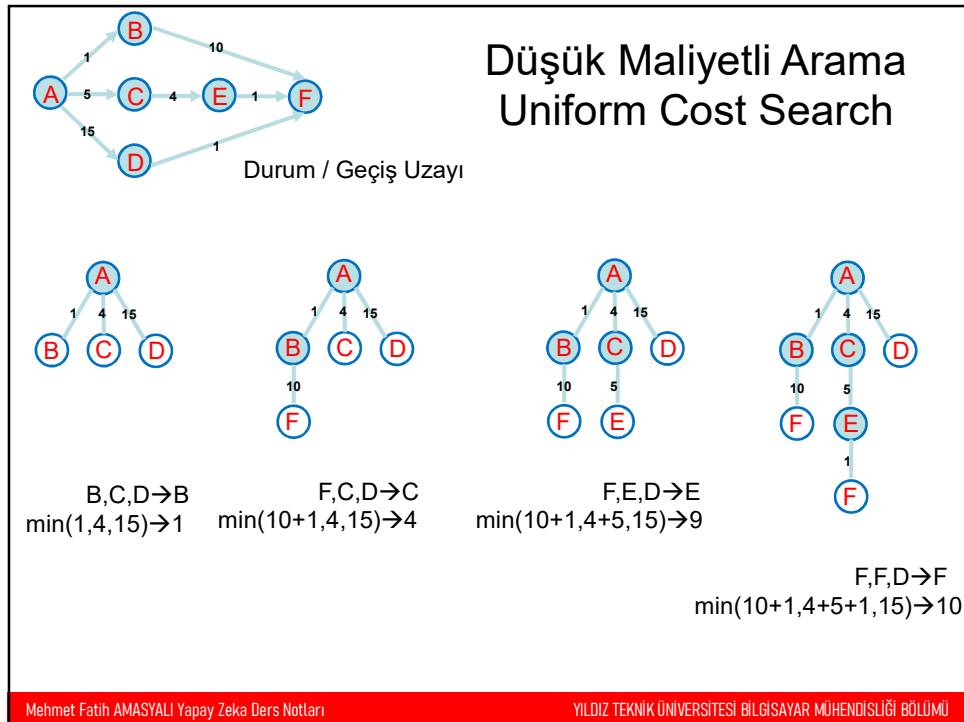 Düşük Maliyetli Arama
Uniform Cost Search
B
1
10
A
5
C
4
E
1
F
15
D
1
Durum / Geçiş Uzayı
A
1
4
15
B
C
D
B,C,D→B
min(1,4,15)→1
A
1
4
15
B
C
D
10
F
F,C,D→C
min(10+1,4,15)→4
A
1
4
15
B
C
D
10
5
F
E
F,E,D→E
min(10+1,4+5,15)→9
A
1
4
15
B
C
D
10
5
F
E
1
F
F,F,D→F
min(10+1,4+5+1,15)→10
Mehmet Fatih AMASYALI Yapay Zeka Ders Notları
YILDIZ TEKNİK ÜNİVERSİTESİ BİLGİSAYAR MÜHENDİSLİĞİ BÖLÜMÜ